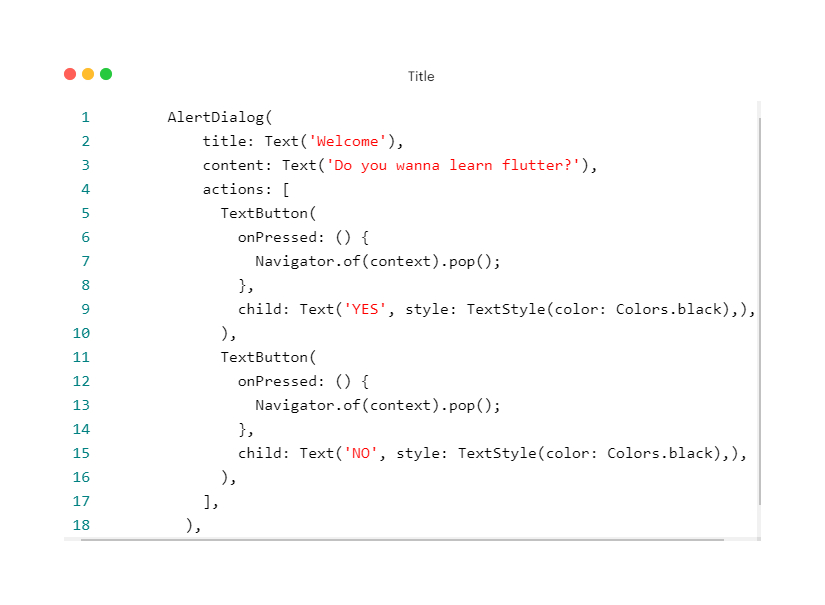 Title
1 AlertDialog(
2 title: Text('Welcome'),
3 content: Text('Do you wanna learn flutter?'),
4 actions: [
5 TextButton(
6 onPressed: () {
7 Navigator.of(context).pop();
8 },
9 child: Text('YES', style: TextStyle(color: Colors.black),),
10 ),
11 TextButton(
12 onPressed: () {
13 Navigator.of(context).pop();
14 },
15 child: Text('NO', style: TextStyle(color: Colors.black),),
16 ),
17 ],
18 ),